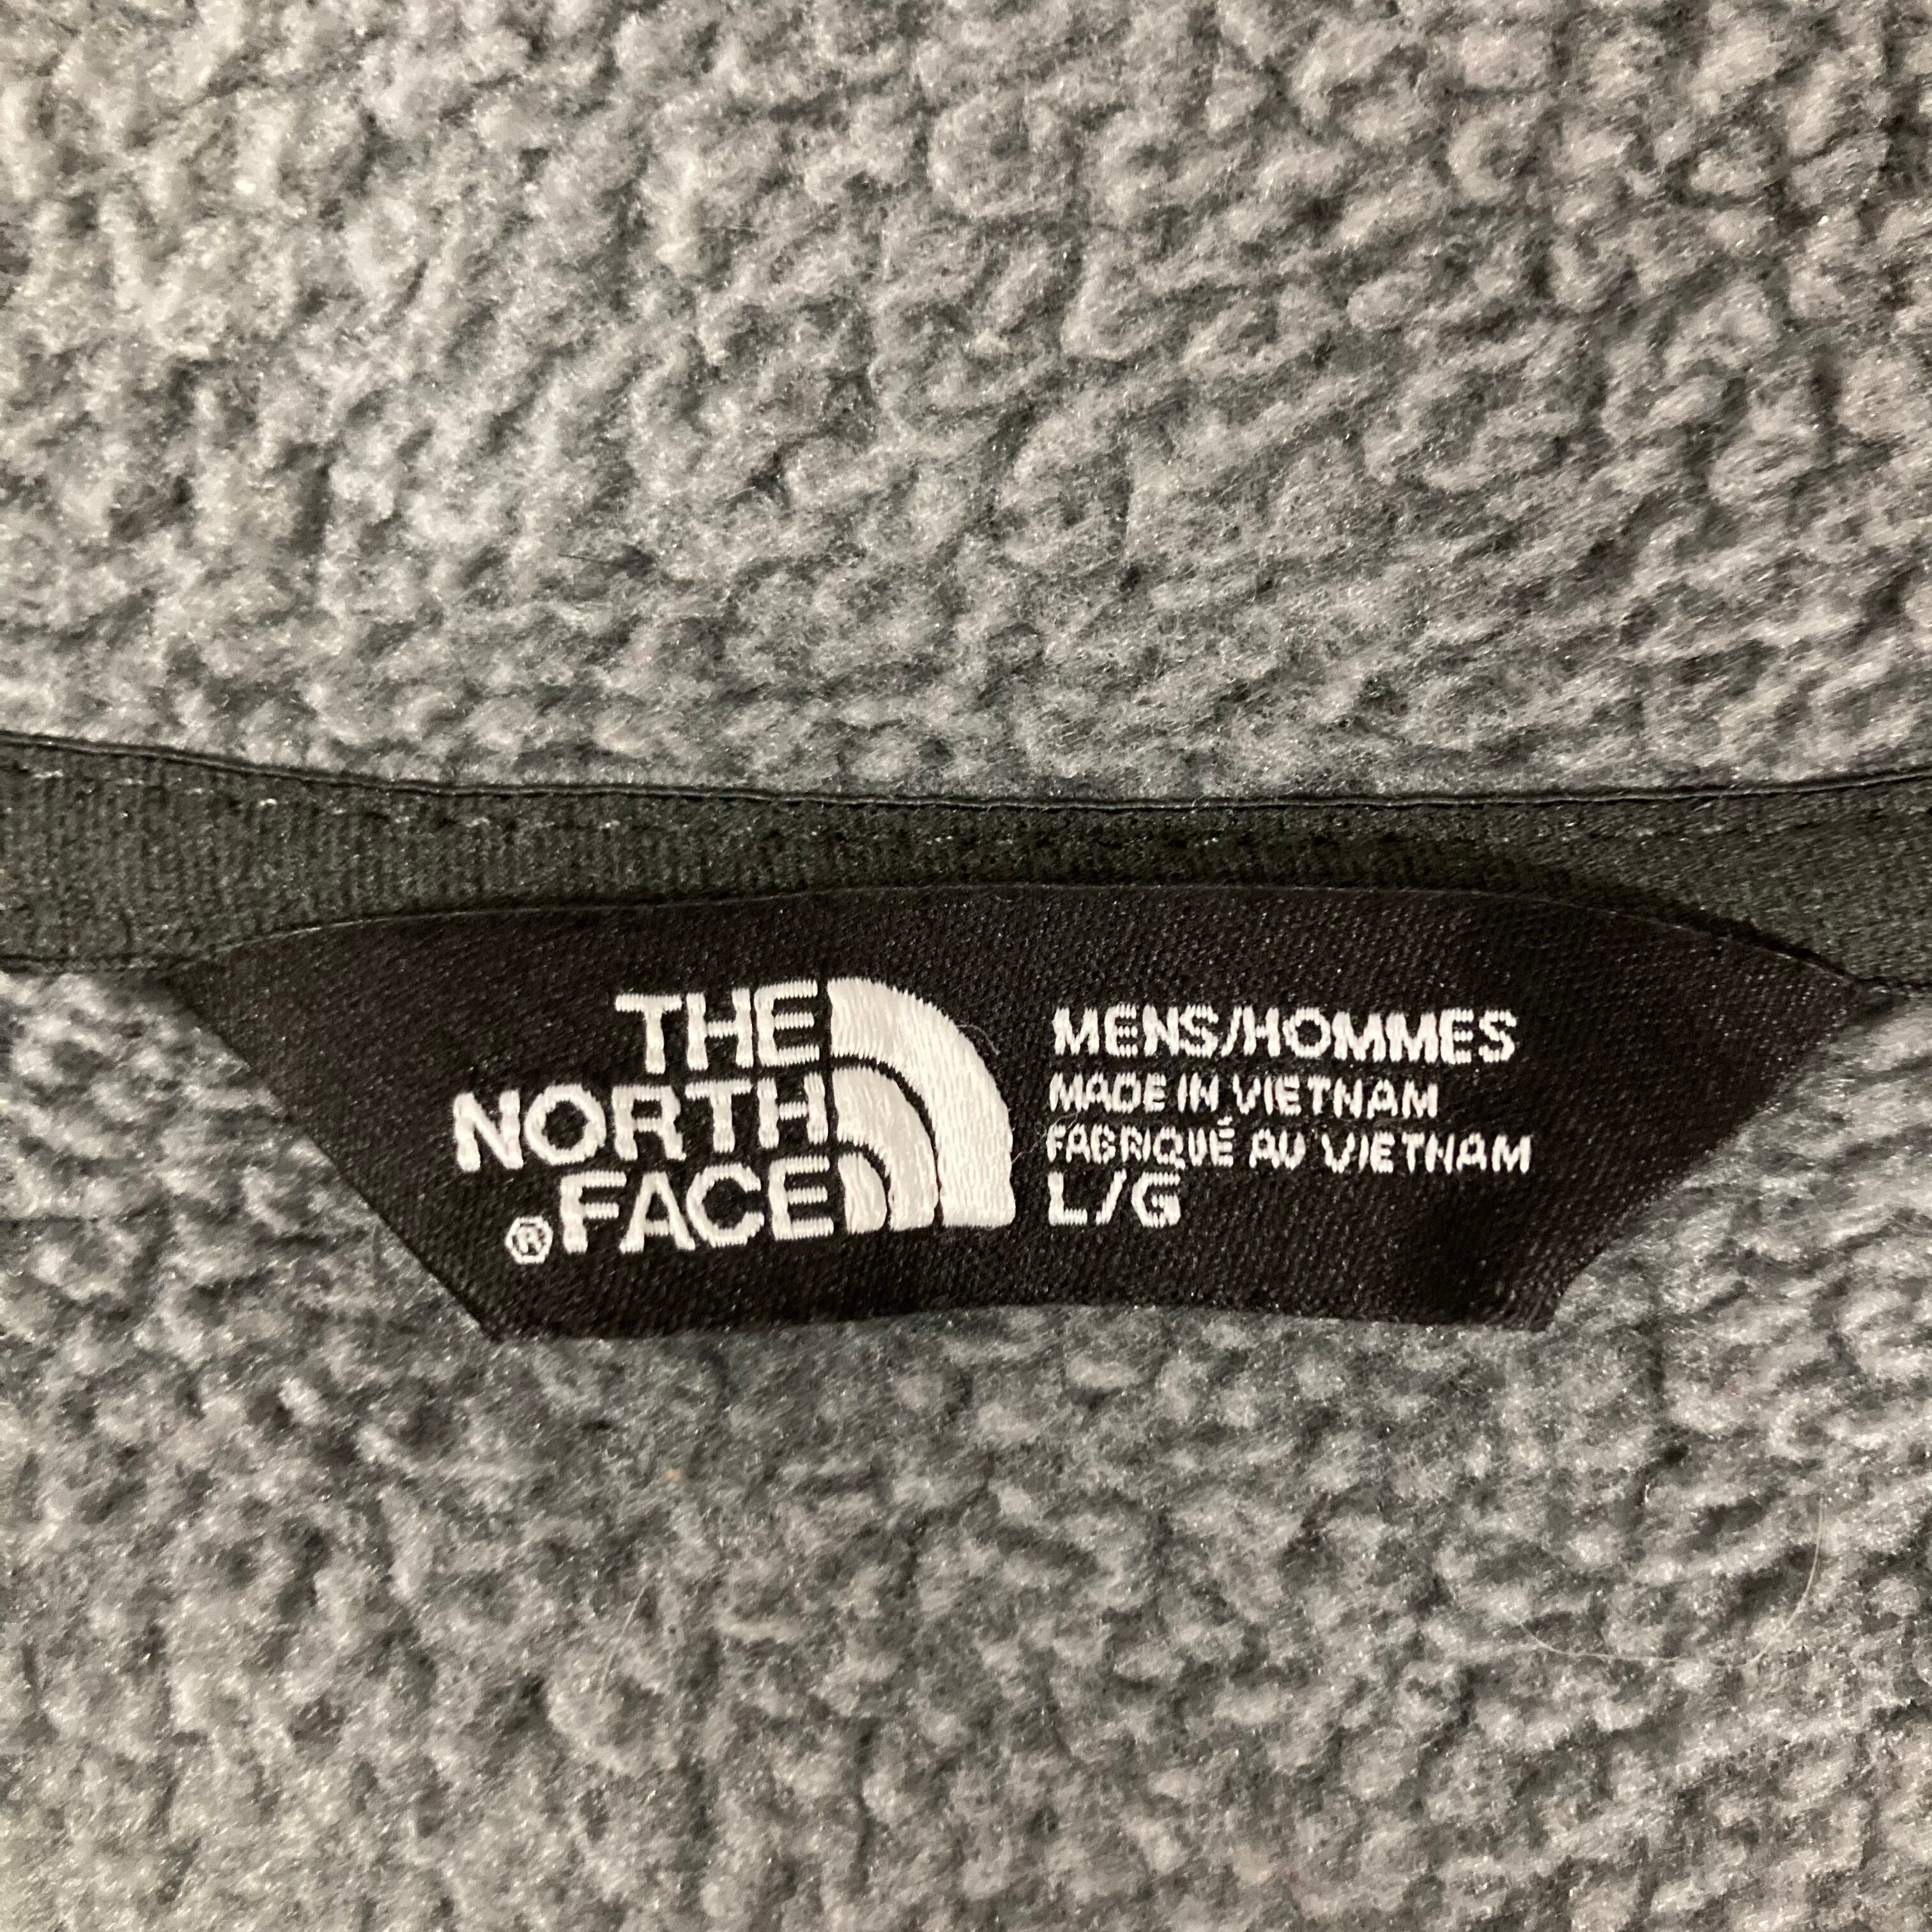 THE
NORTH
FACE
®
MENS/HOMMES
MADE IN VIETNAM
FABRIQUÉ AU VIETNAM
L/G